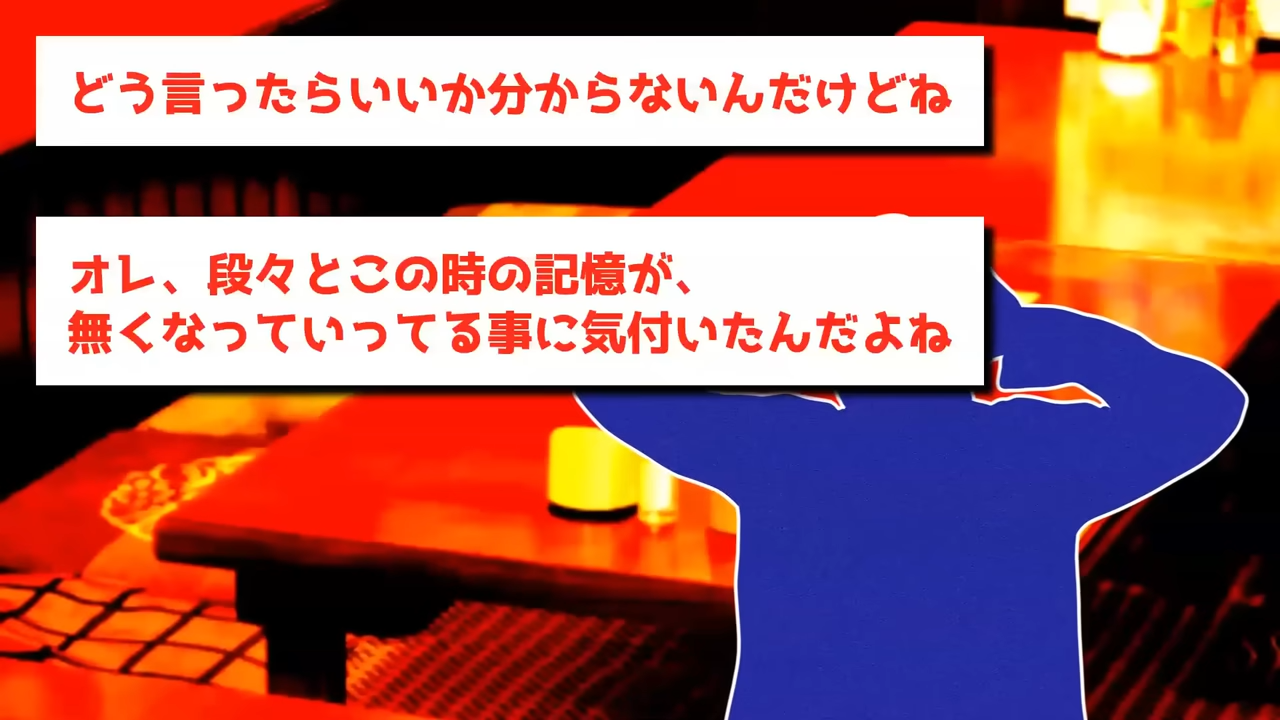 どう言ったらいいか分からないんだけどね
オレ、段々とこの時の記憶が、
無くなっていってる事に気付いたんだよね